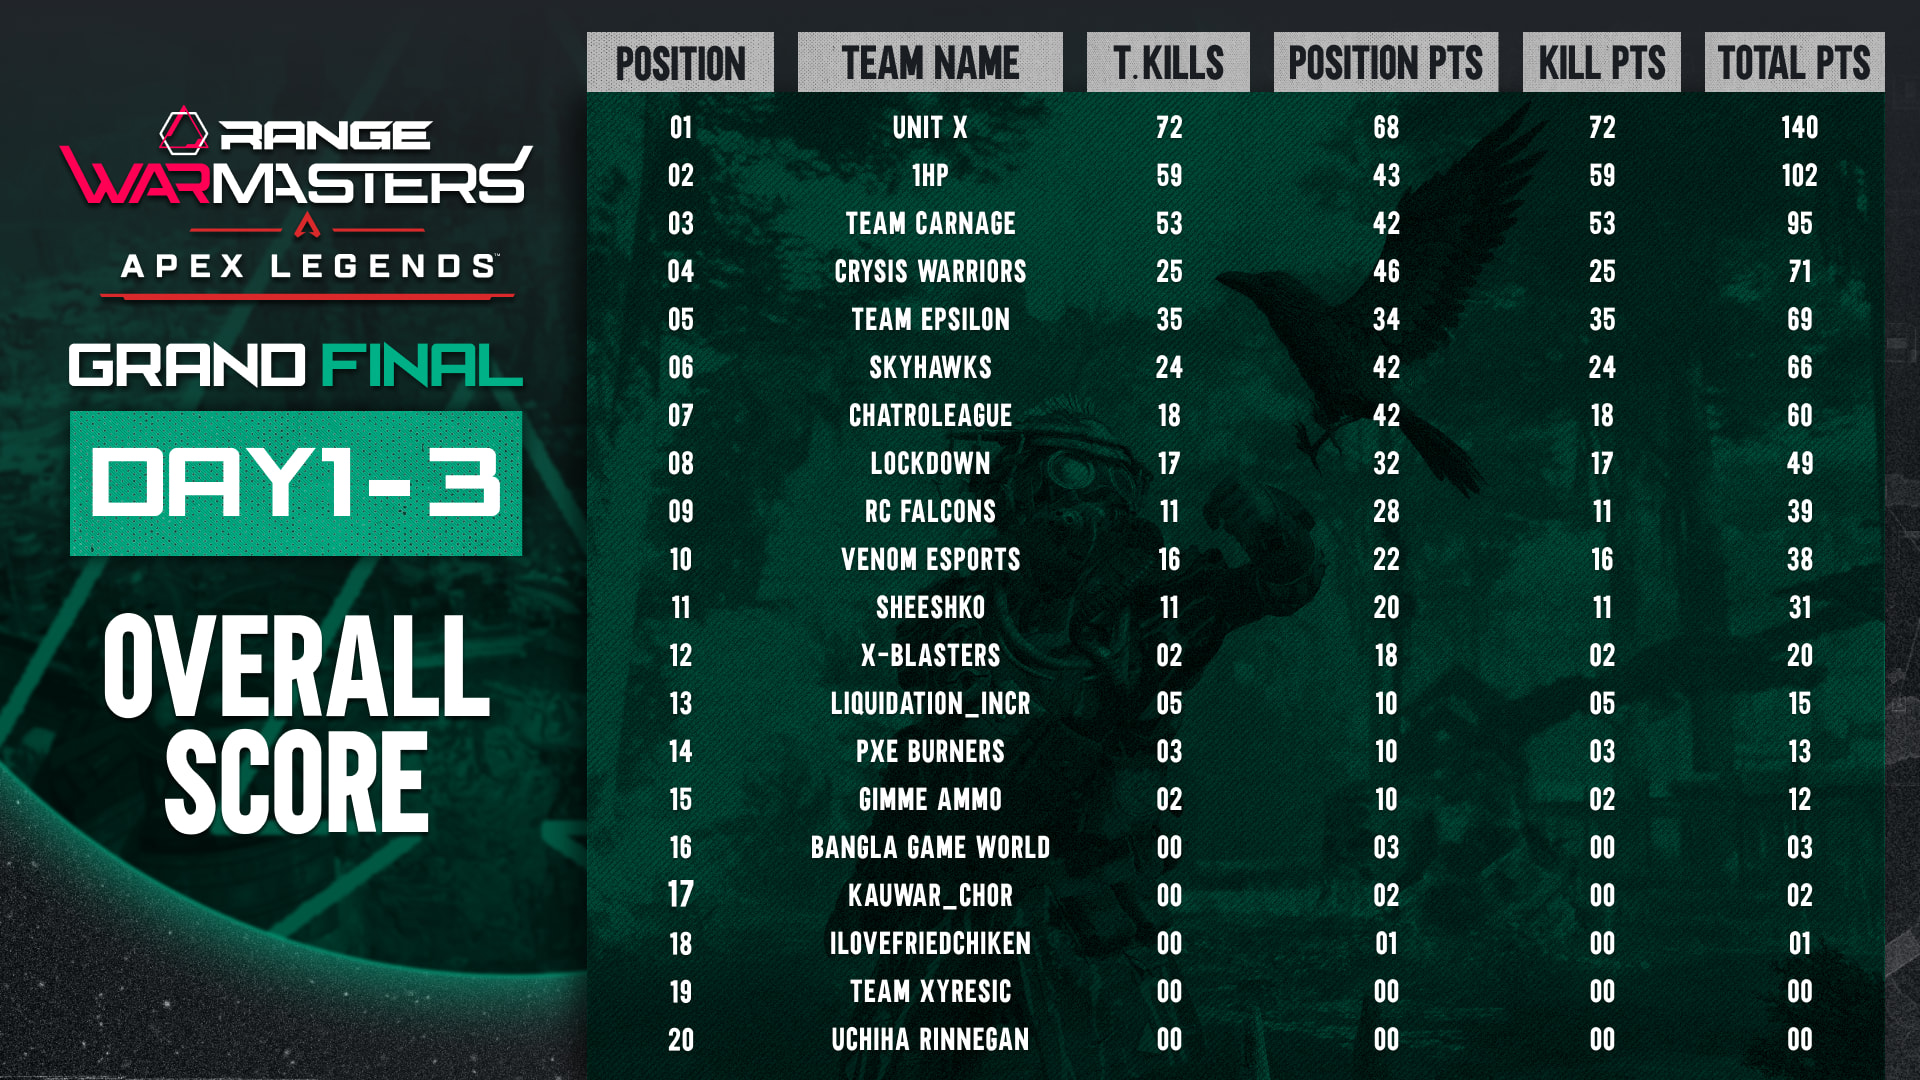 RANGE
WARMASTERS
APEX LEGENDS™
GRAND FINAL
DAY1-3
OVERALL
SCORE
POSITION TEAM NAME T.KILLS POSITION PTS KILL PTS TOTAL PTS
01 UNIT X 72 68 72 140
02 1HP 59 43 59 102
03 TEAM CARNAGE 53 42 53 95
04 CRYSIS WARRIORS 25 46 25 71
05 TEAM EPSILON 35 34 35 69
06 SKYHAWKS 24 42 24 66
07 CHATROLEAGUE 18 42 18 60
08 LOCKDOWN 17 32 17 49
09 RC FALCONS 11 28 11 39
10 VENOM ESPORTS 16 22 16 38
11 SHEESHKO 11 20 11 31
12 X-BLASTERS 02 18 02 20
13 LIQUIDATION_INCR 05 10 05 15
14 PXE BURNERS 03 10 03 13
15 GIMME AMMO 02 10 02 12
16 BANGLA GAME WORLD 00 03 00 03
17 KAUWAR_CHOR 00 02 00 02
18 ILOVEFRIEDCHIKEN 00 01 00 01
19 TEAM XYRESIC 00 00 00 00
20 UCHIHA RINNEGAN 00 00 00 00